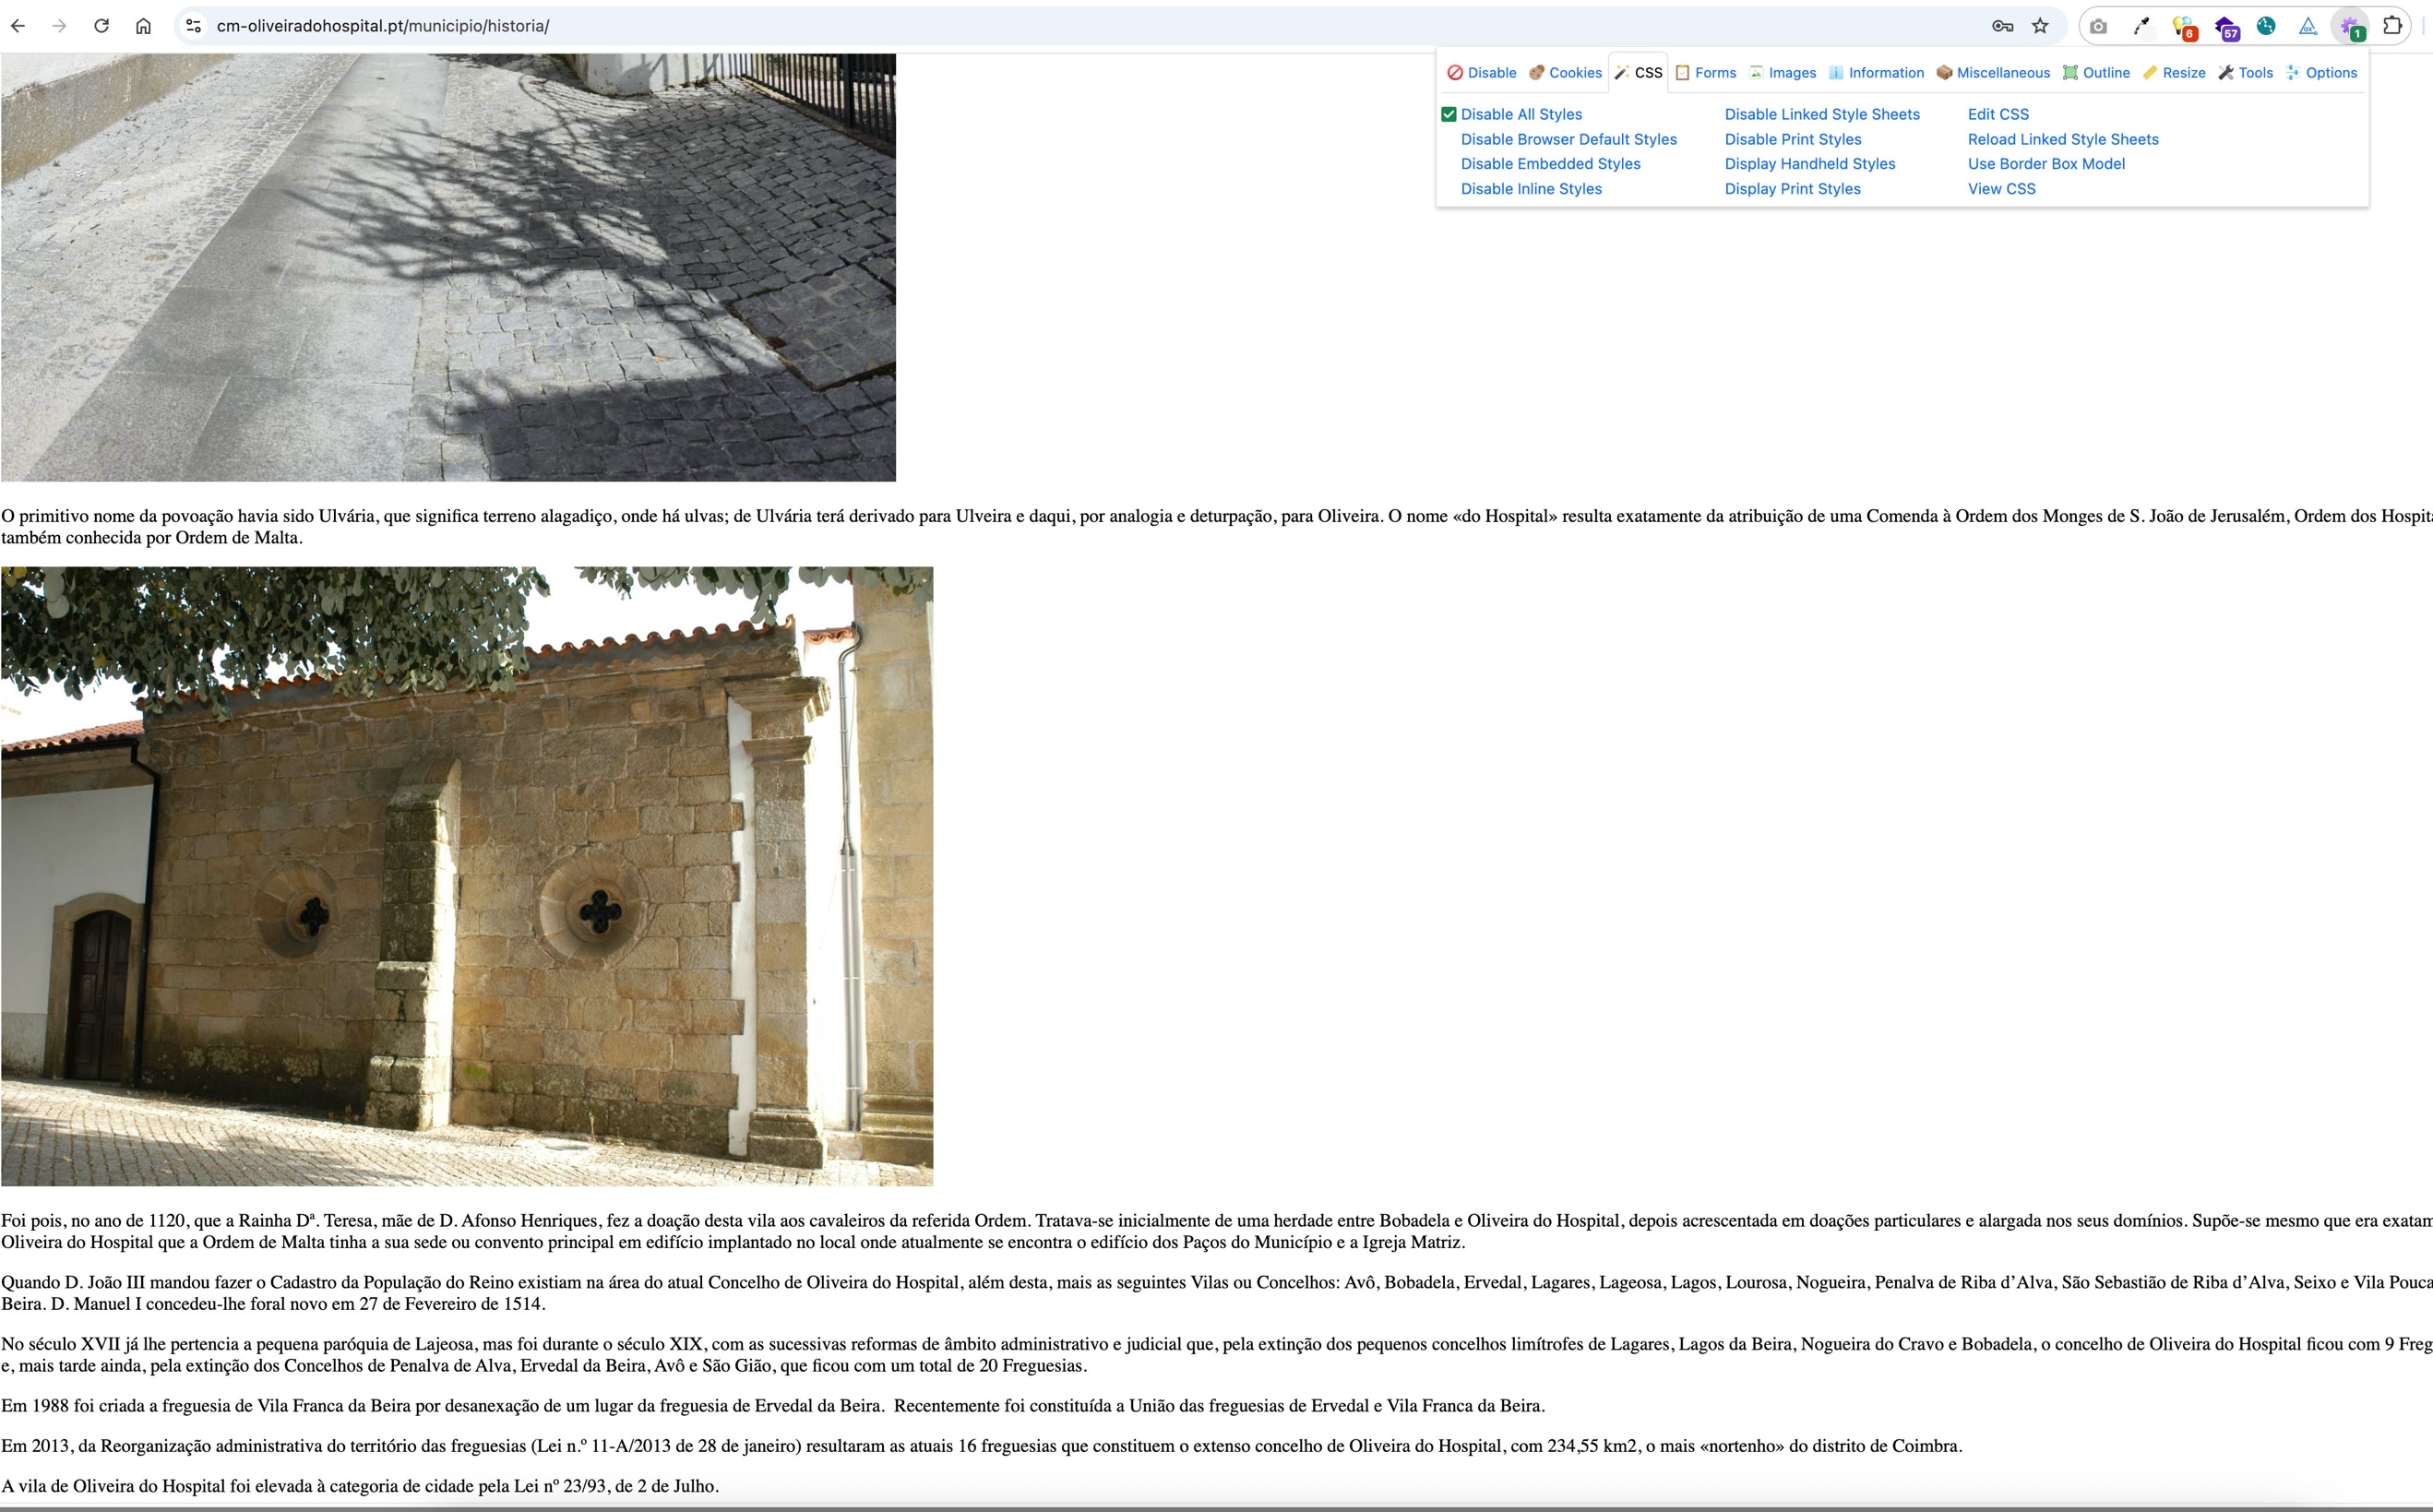 cm-oliveiradohospital.pt/municipio/historia/
6
57
1
Disable Cookies CSS Forms Images Information Miscellaneous Outline Resize Tools Options
Disable All Styles Disable Linked Style Sheets Edit CSS
Disable Browser Default Styles Disable Print Styles Reload Linked Style Sheets
Disable Embedded Styles Display Handheld Styles Use Border Box Model
Disable Inline Styles Display Print Styles View CSS
O primitivo nome da povoação havia sido Ulvária, que significa terreno alagadiço, onde há ulvas; de Ulvária terá derivado para Ulveira e daqui, por analogia e deturpação, para Oliveira. O nome «do Hospital» resulta exatamente da atribuição de uma Comenda à Ordem dos Monges de S. João de Jerusalém, Ordem dos
também conhecida por Ordem de Malta.
Foi pois, no ano de 1120, que a Rainha Dª. Teresa, mãe de D. Afonso Henriques, fez a doação desta vila aos cavaleiros da referida Ordem. Tratava-se inicialmente de uma herdade entre Bobadela e Oliveira do Hospital, depois acrescentada em doações particulares e alargada nos seus domínios. Supõe-se mesmo que era
Oliveira do Hospital que a Ordem de Malta tinha a sua sede ou convento principal em edifício implantado no local onde atualmente se encontra o edifício dos Paços do Município e a Igreja Matriz.
Quando D. João III mandou fazer o Cadastro da População do Reino existiam na área do atual Concelho de Oliveira do Hospital, além desta, mais as seguintes Vilas ou Concelhos: Avô, Bobadela, Ervedal, Lagares, Lageosa, Lagos, Lourosa, Nogueira, Penalva de Riba d’Alva, São Sebastião de Riba d’Alva, Seixo e Vila Pouca
Beira. D. Manuel I concedeu-lhe foral novo em 27 de Fevereiro de 1514.
No século XVII já lhe pertencia a pequena paróquia de Lajeosa, mas foi durante o século XIX, com as sucessivas reformas de âmbito administrativo e judicial que, pela extinção dos pequenos concelhos limítrofes de Lagares, Lagos da Beira, Nogueira do Cravo e Bobadela, o concelho de Oliveira do Hospital ficou com 9
e, mais tarde ainda, pela extinção dos Concelhos de Penalva de Alva, Ervedal da Beira, Avô e São Gião, que ficou com um total de 20 Freguesias.
Em 1988 foi criada a freguesia de Vila Franca da Beira por desanexação de um lugar da freguesia de Ervedal da Beira. Recentemente foi constituída a União das freguesias de Ervedal e Vila Franca da Beira.
Em 2013, da Reorganização administrativa do território das freguesias (Lei n.º 11-A/2013 de 28 de janeiro) resultaram as atuais 16 freguesias que constituem o extenso concelho de Oliveira do Hospital, com 234,55 km2, o mais «nortenho» do distrito de Coimbra.
A vila de Oliveira do Hospital foi elevada à categoria de cidade pela Lei nº 23/93, de 2 de Julho.